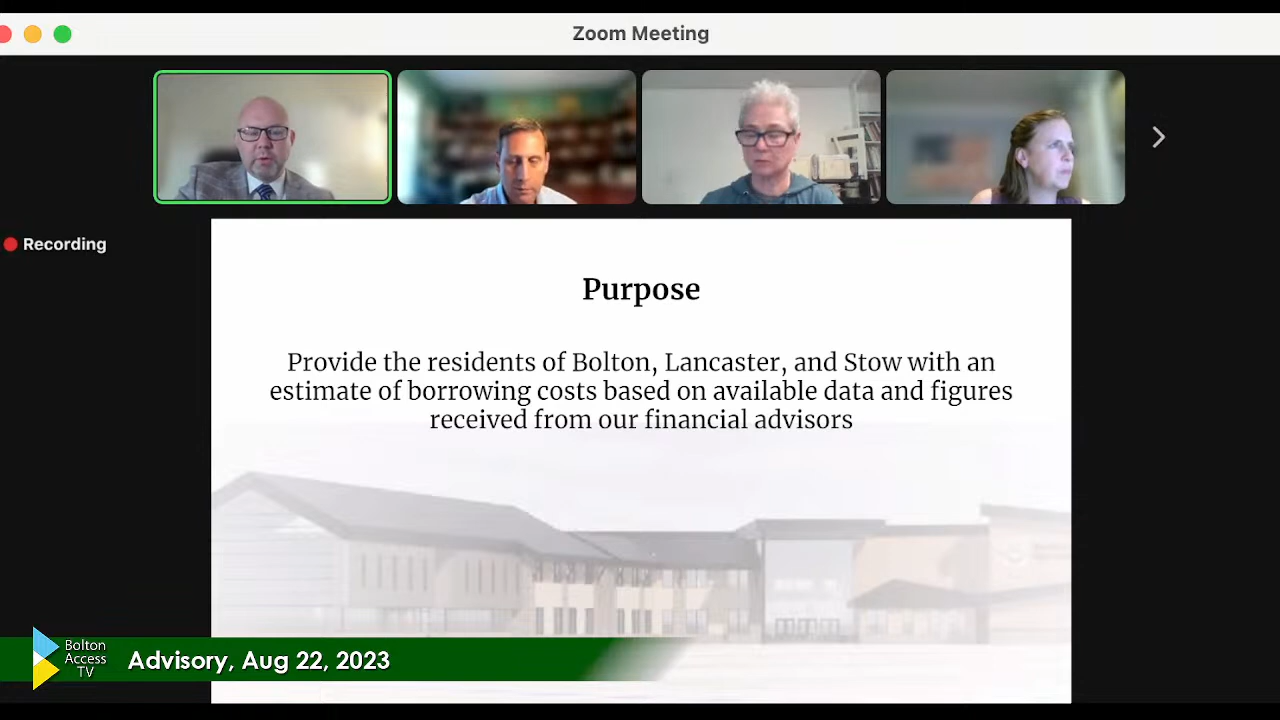 Zoom Meeting
Recording
Purpose
Provide the residents of Bolton, Lancaster, and Stow with an
estimate of borrowing costs based on available data and figures
received from our financial advisors
Bolton
Access
TV
Advisory, Aug 22, 2023